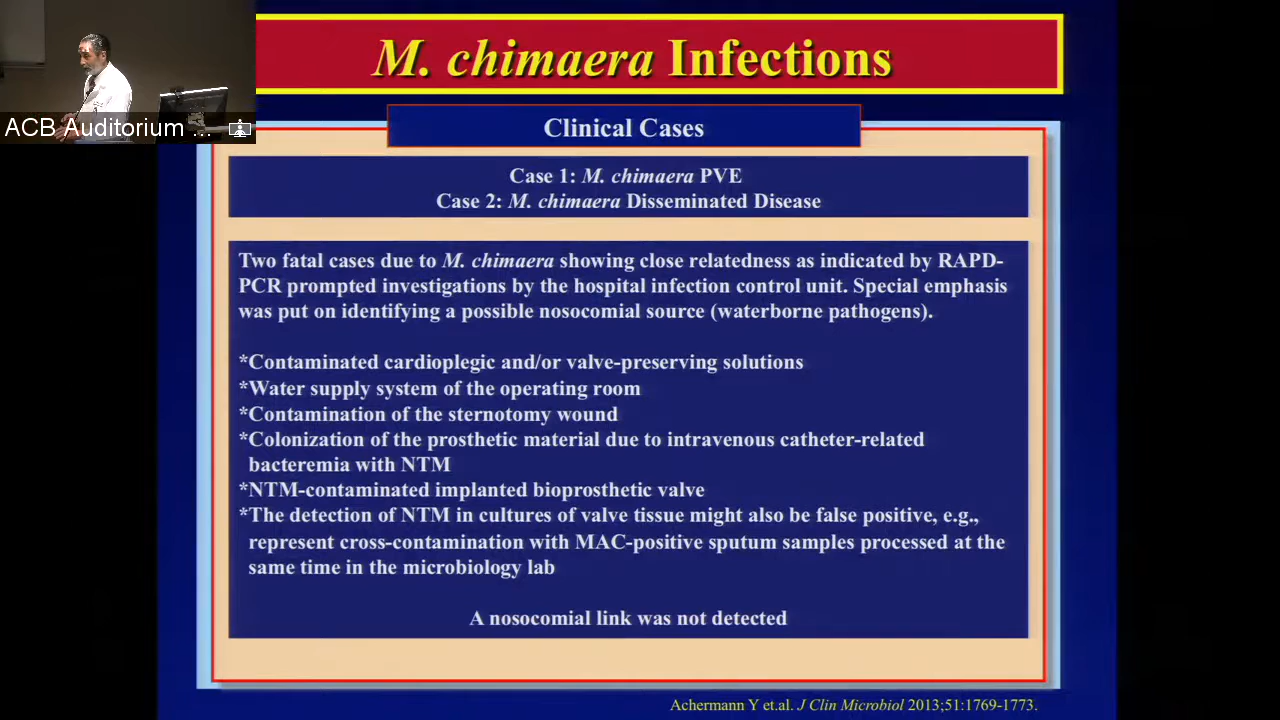 M. chimaera Infections
ACB Auditorium ...
Clinical Cases
Case 1: M. chimaera PVE
Case 2: M. chimaera Disseminated Disease
Two fatal cases due to M. chimaera showing close relatedness as indicated by RAPD-
PCR prompted investigations by the hospital infection control unit. Special emphasis
was put on identifying a possible nosocomial source (waterborne pathogens).
*Contaminated cardioplegic and/or valve-preserving solutions
*Water supply system of the operating room
*Contamination of the sternotomy wound
*Colonization of the prosthetic material due to intravenous catheter-related
bacteremia with NTM
*NTM-contaminated implanted bioprosthetic valve
*The detection of NTM in cultures of valve tissue might also be false positive, e.g.,
represent cross-contamination with MAC-positive sputum samples processed at the
same time in the microbiology lab
A nosocomial link was not detected
Achermann Y et.al. J Clin Microbiol 2013;51:1769-1773.